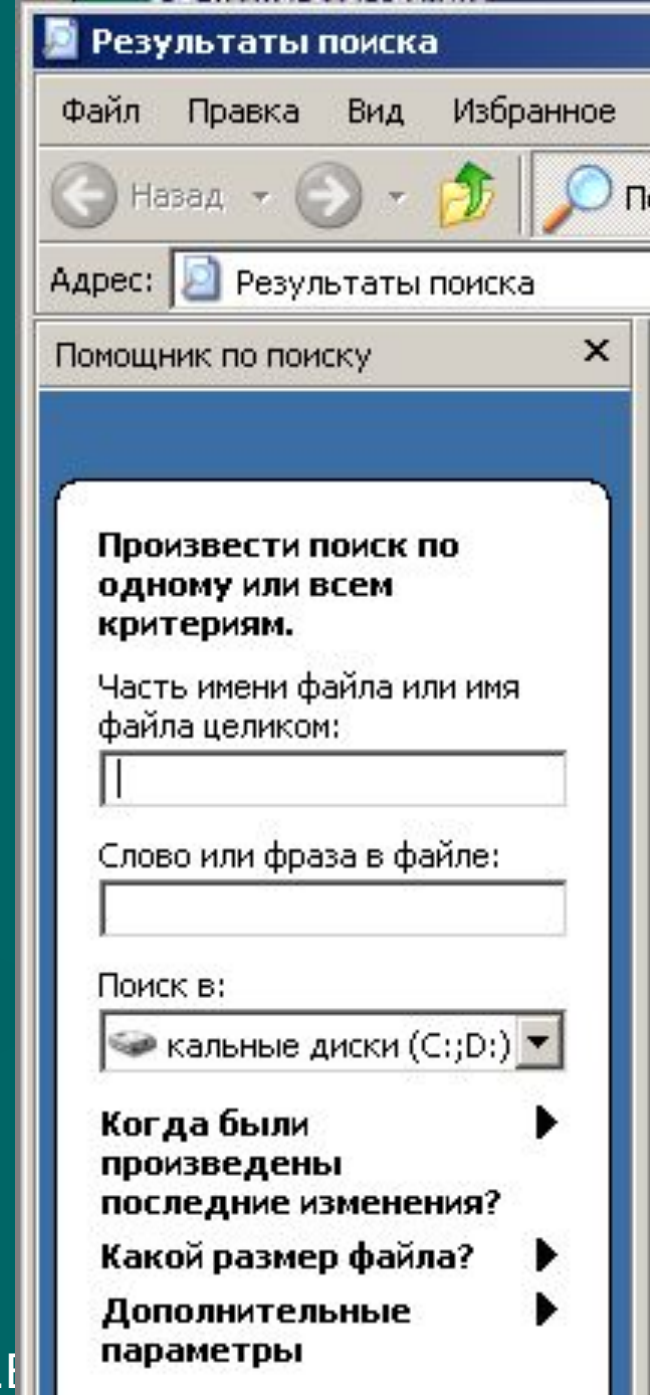 Результаты поиска
Файл Правка Вид Избранное
Назад
Адрес: Результаты поиска
Помощник по поиску
Произвести поиск по
одному или всем
критериям.
Часть имени файла или имя
файла целиком:
Слово или фраза в файле:
Поиск в:
кальные диски (C:;D:)
Когда были
произведены
последние изменения?
Какой размер файла?
Дополнительные
параметры